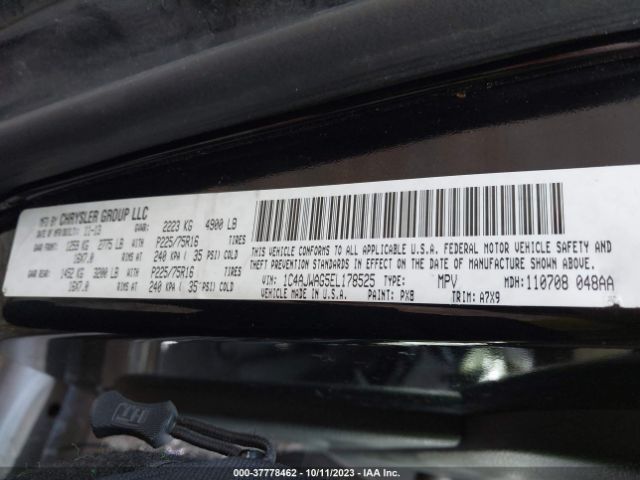 MFD BY CHRYSLER GROUP LLC
DATE OF MFR 11-13 GVWR: 2223 KG 4900 LB
GAWR FRONT: 1259 KG 2775 LB WITH P225/75R16 TIRES
16X7.0 RIMS AT 240 KPA ( 35 PSI) COLD
GAWR REAR: 1452 KG 3200 LB WITH P225/75R16 TIRES
16X7.0 RIMS AT 240 KPA ( 35 PSI) COLD
THIS VEHICLE CONFORMS TO ALL APPLICABLE U.S.A. FEDERAL MOTOR VEHICLE SAFETY AND
THEFT PREVENTION STANDARDS IN EFFECT ON THE DATE OF MANUFACTURE SHOWN ABOVE.
VIN: 1C4AJWAG5EL178525 TYPE: MPV MDH: 110708 048AA
VEHICLE MADE IN U.S.A. PAINT: PX8 TRIM: A7X9
000-37778462 - 10/11/2023 - IAA Inc.